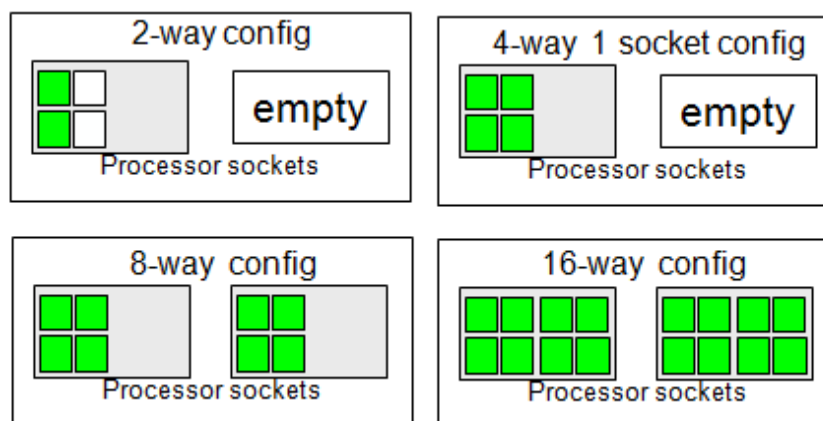 2-way config
empty
Processor sockets
4-way 1 socket config
empty
Processor sockets
8-way config
Processor sockets
16-way config
Processor sockets